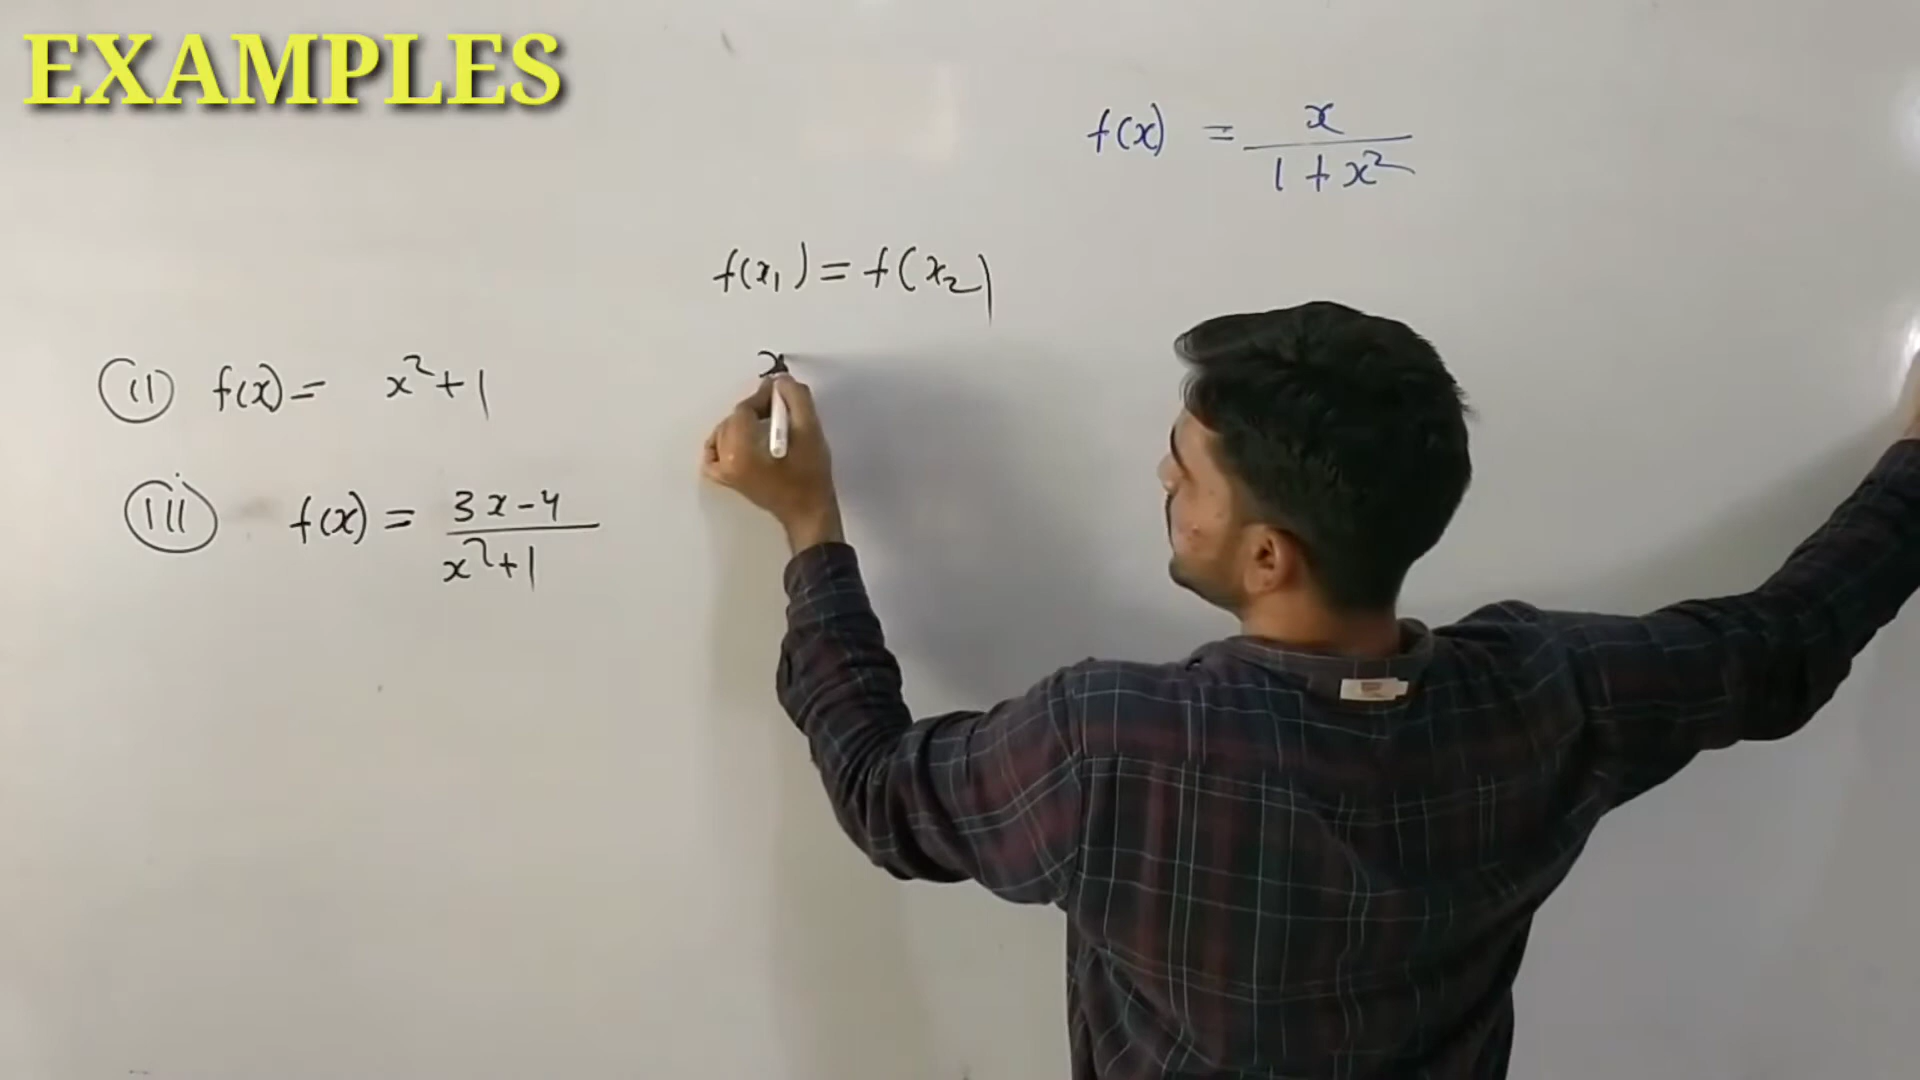 EXAMPLES
f(x) = x / 1 + x²
f(x₁) = f(x₂)
x
(ii) f(x) = x² + 1
(iii) f(x) = 3x - 4 / x² + 1